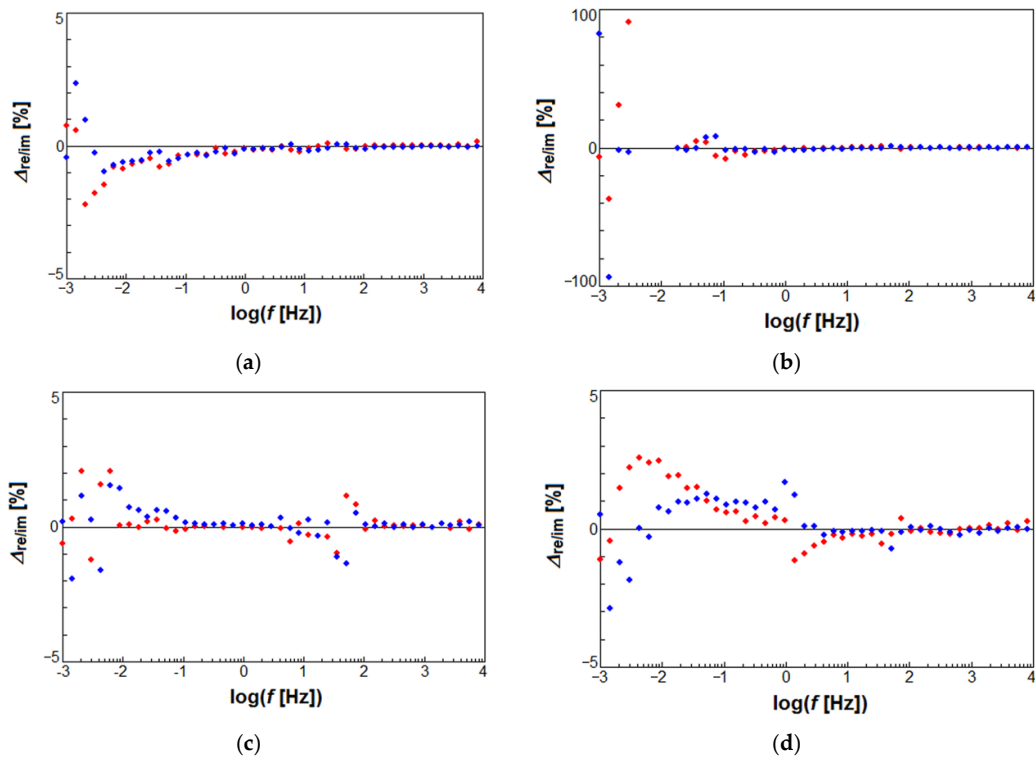 5
Δre/im [%]
0
−5
−3 −2 −1 0 1 2 3 4
log(f [Hz])
(a)
100
Δre/im [%]
0
−100
−3 −2 −1 0 1 2 3 4
log(f [Hz])
(b)
5
Δre/im [%]
0
−5
-3 -2 -1 0 1 2 3 4
log(f [Hz])
(c)
5
Δre/im [%]
0
−5
−3 −2 −1 0 1 2 3 4
log(f [Hz])
(d)